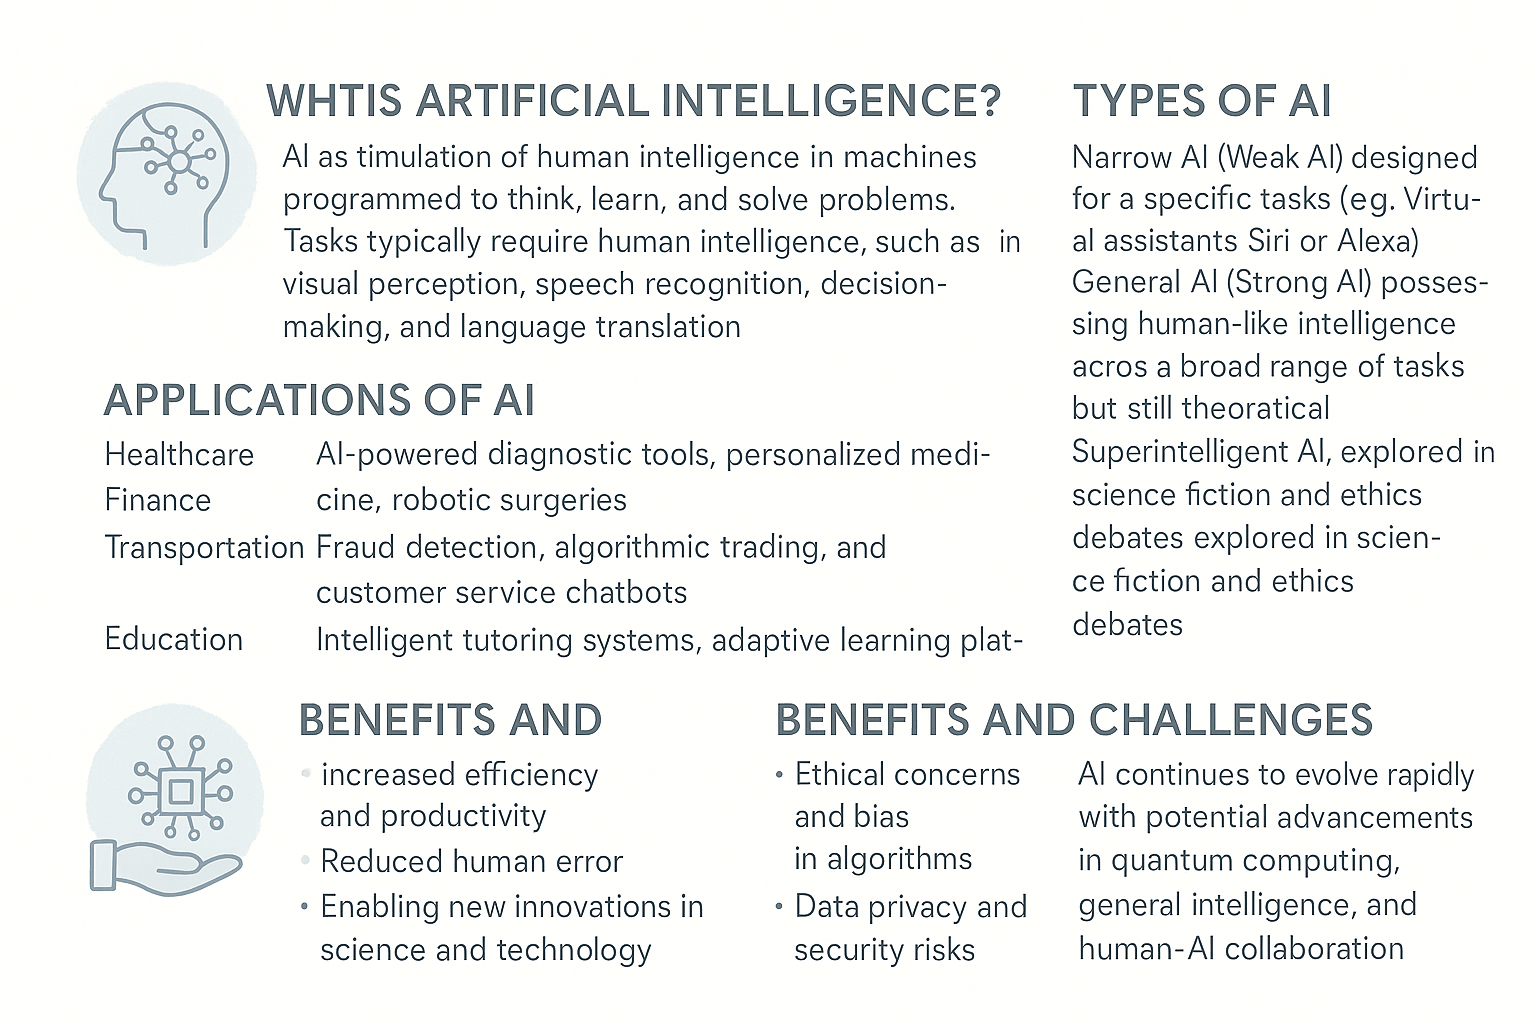 WHTIS ARTIFICIAL INTELLIGENCE?
AI as timulation of human intelligence in machines
programmed to think, learn, and solve problems.
Tasks typically require human intelligence, such as in
visual perception, speech recognition, decision-
making, and language translation
TYPES OF AI
Narrow AI (Weak AI) designed
for a specific tasks (eg. Virtu-
al assistants Siri or Alexa)
General AI (Strong AI) posses-
sing human-like intelligence
acros a broad range of tasks
but still theoratical
Superintelligent AI, explored in
science fiction and ethics
debates explored in scien-
ce fiction and ethics
debates
APPLICATIONS OF AI
Healthcare AI-powered diagnostic tools, personalized medi-
Finance cine, robotic surgeries
Transportation Fraud detection, algorithmic trading, and
customer service chatbots
Education Intelligent tutoring systems, adaptive learning plat-
BENEFITS AND
• increased efficiency
and productivity
• Reduced human error
• Enabling new innovations in
science and technology
BENEFITS AND CHALLENGES
• Ethical concerns
and bias
in algorithms
• Data privacy and
security risks
AI continues to evolve rapidly
with potential advancements
in quantum computing,
general intelligence, and
human-AI collaboration